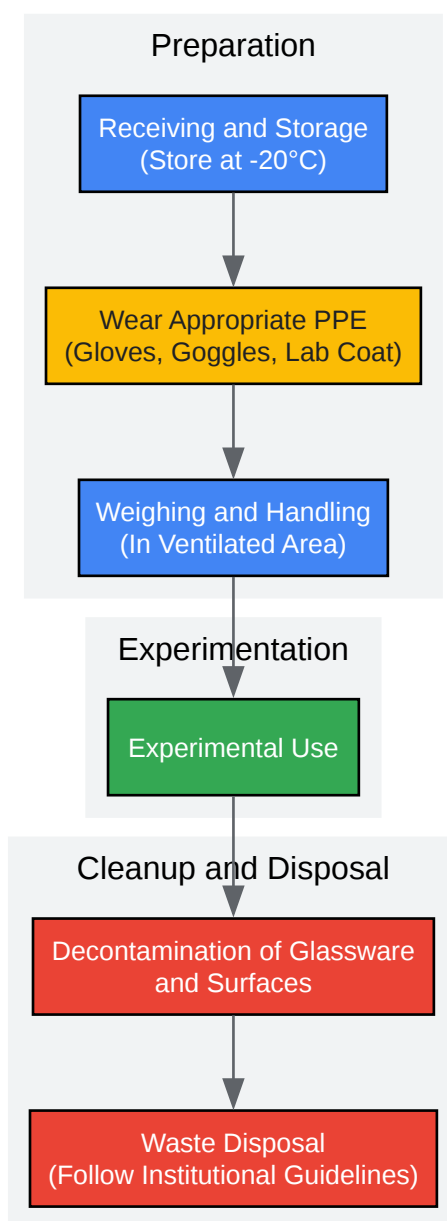 Preparation
Receiving and Storage
(Store at -20°C)
Wear Appropriate PPE
(Gloves, Goggles, Lab Coat)
Weighing and Handling
(In Ventilated Area)
Experimentation
Experimental Use
Cleanup and Disposal
Decontamination of Glassware
and Surfaces
Waste Disposal
(Follow Institutional Guidelines)